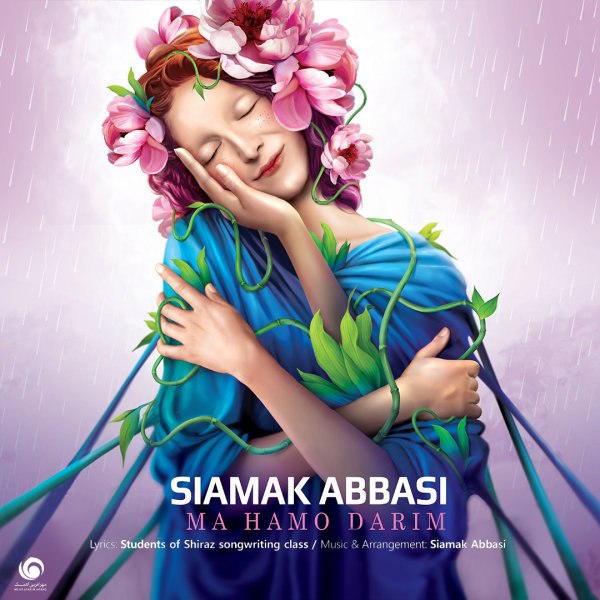 SIAMAK ABBASI
MA HAMO DARIM
Lyrics: Students of Shiraz songwriting class / Music & Arrangement: Siamak Abbasi